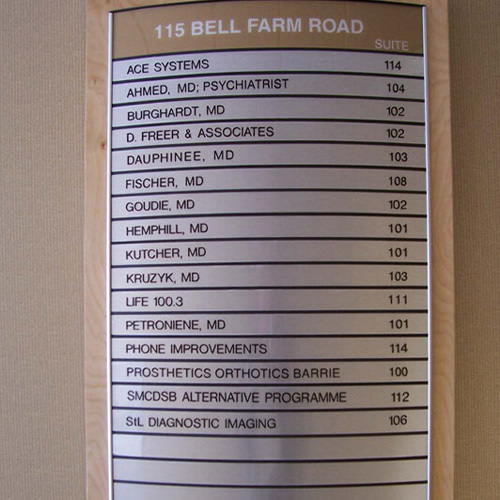 115 BELL FARM ROAD
SUITE
ACE SYSTEMS 114
AHMED, MD; PSYCHIATRIST 104
BURGHARDT, MD 102
D. FREER & ASSOCIATES 102
DAUPHINEE, MD 103
FISCHER, MD 108
GOUDIE, MD 102
HEMPHILL, MD 101
KUTCHER, MD 101
KRUZYK, MD 103
LIFE 100.3 111
PETRONIENE, MD 101
PHONE IMPROVEMENTS 114
PROSTHETICS ORTHOTICS BARRIE 100
SMCDSB ALTERNATIVE PROGRAMME 112
StL DIAGNOSTIC IMAGING 106